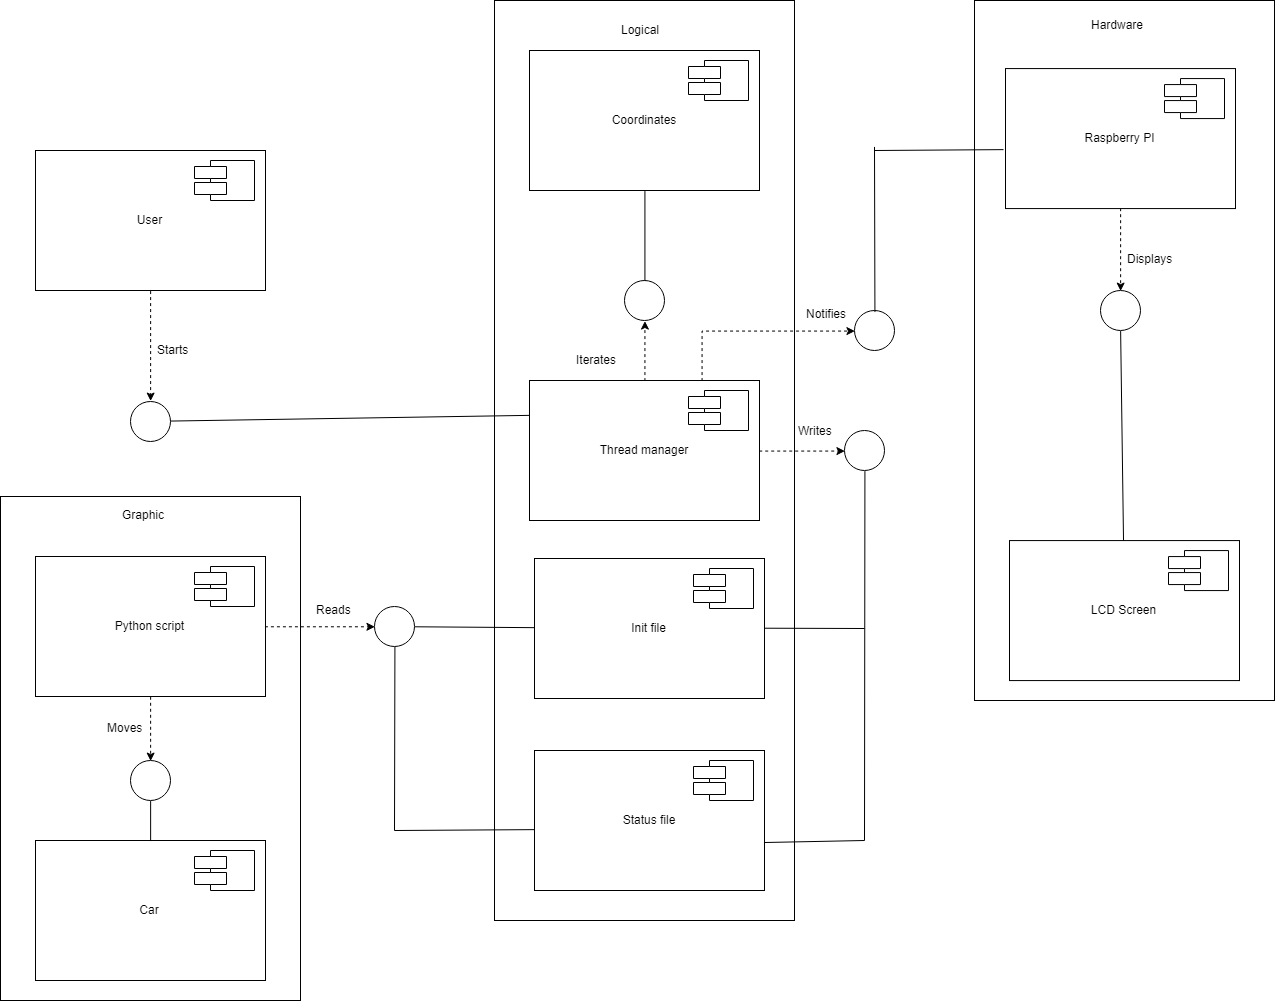 Logical
Hardware
Coordinates
Raspberry PI
User
Displays
Notifies
Starts
Iterates
Writes
Thread manager
Graphic
Reads
Python script
Init file
LCD Screen
Moves
Status file
Car